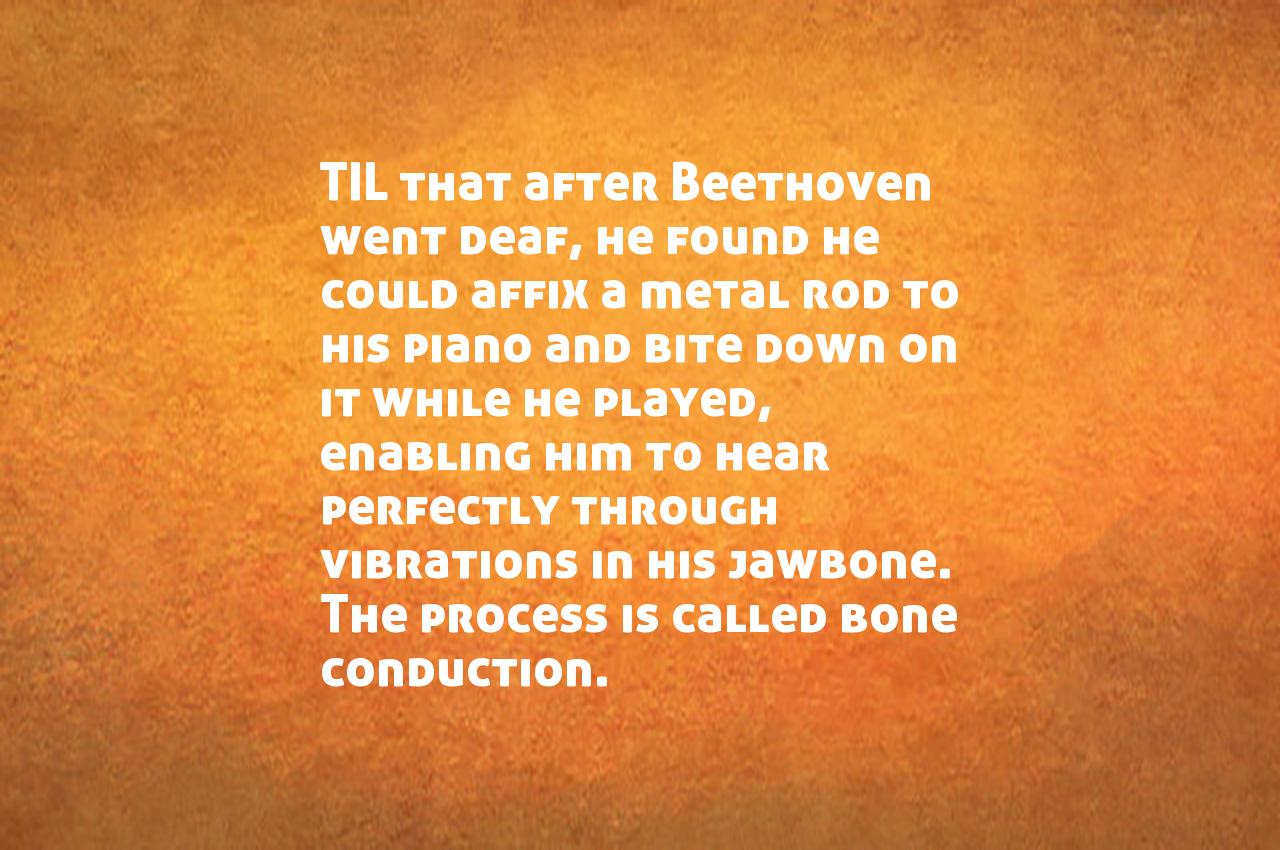 TIL that after Beethoven
went deaf, he found he
could affix a metal rod to
his piano and bite down on
it while he played,
enabling him to hear
perfectly through
vibrations in his jawbone.
The process is called bone
conduction.